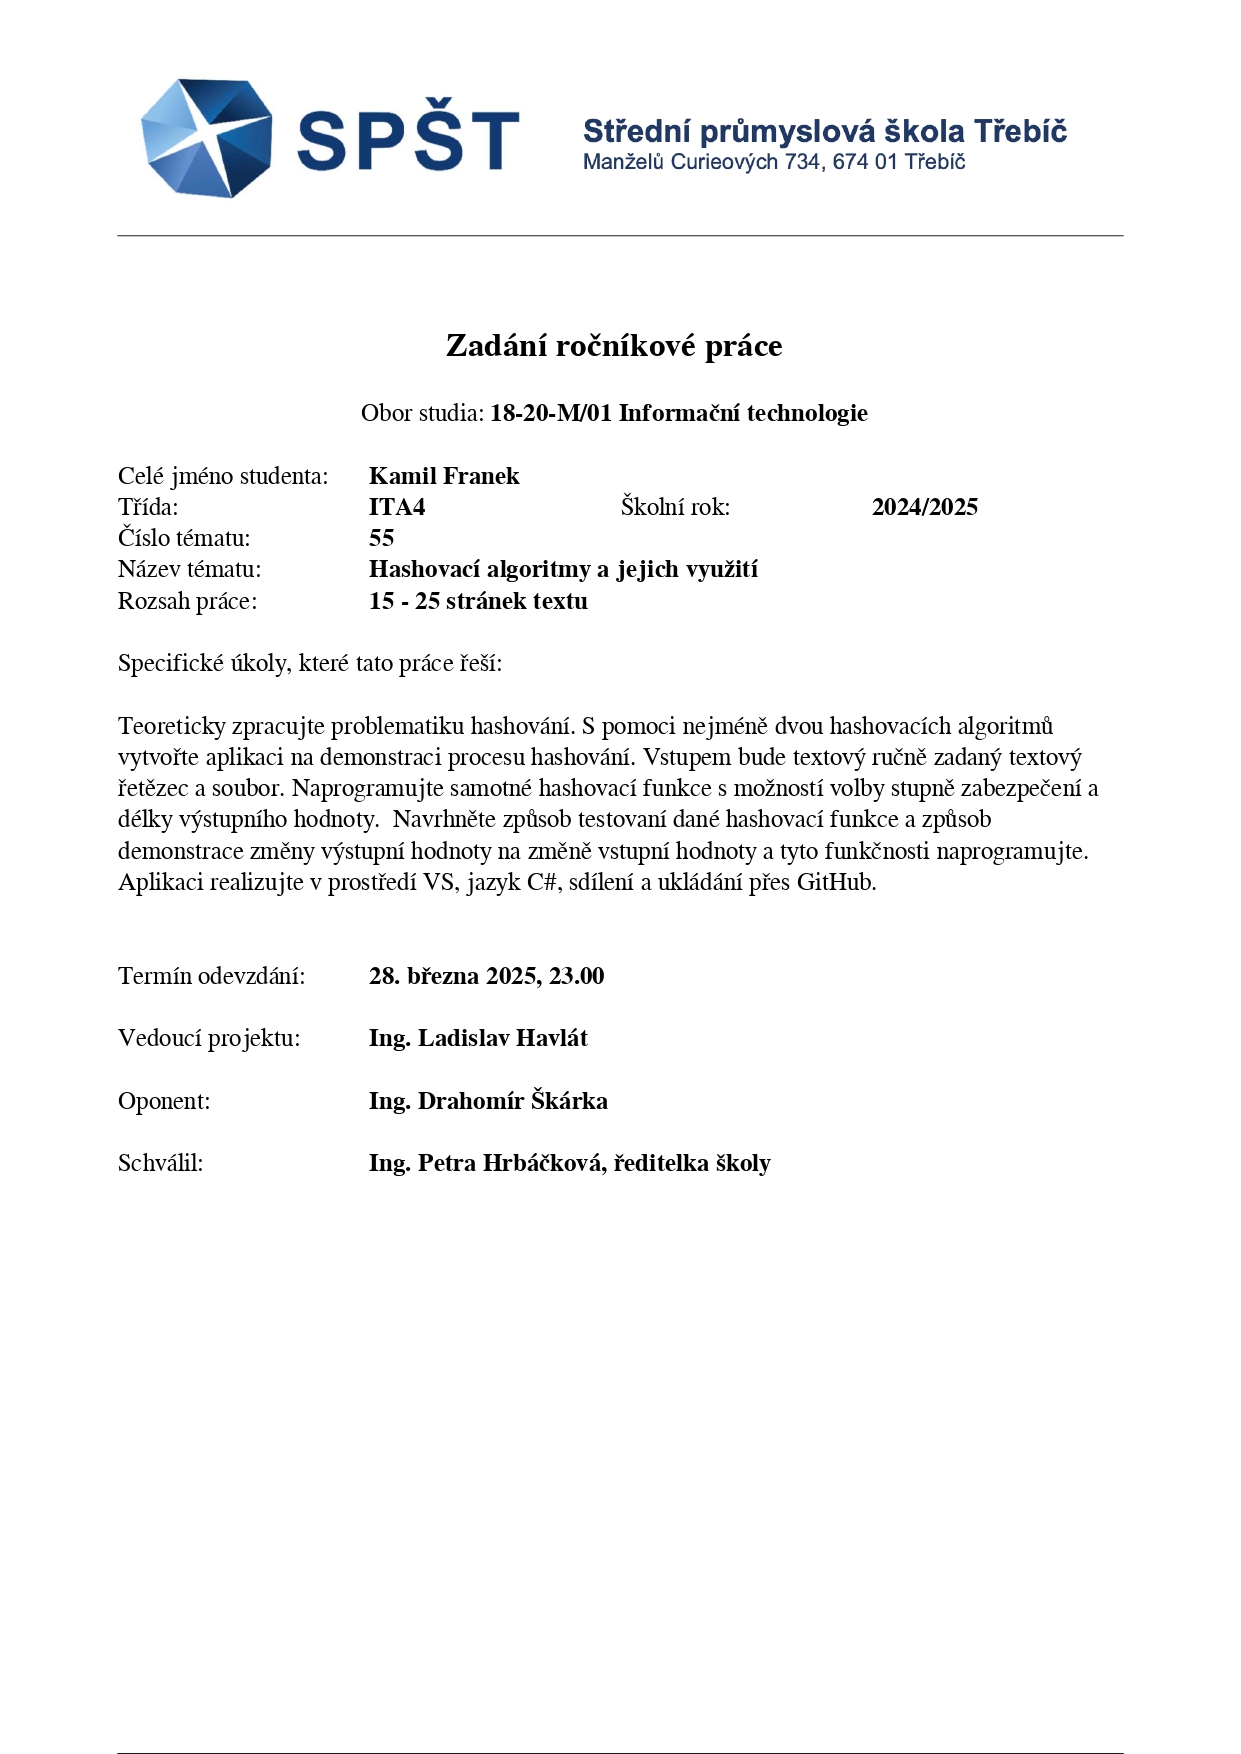 SPŠT
Střední průmyslová škola Třebíč
Manželů Curieových 734, 674 01 Třebíč
Zadání ročníkové práce
Obor studia: 18-20-M/01 Informační technologie
Celé jméno studenta: Kamil Franek
Třída: ITA4 Školní rok: 2024/2025
Číslo tématu: 55
Název tématu: Hashovací algoritmy a jejich využití
Rozsah práce: 15 - 25 stránek textu
Specifické úkoly, které tato práce řeší:
Teoreticky zpracujte problematiku hashování. S pomoci nejméně dvou hashovacích algoritmů
vytvořte aplikaci na demonstraci procesu hashování. Vstupem bude textový ručně zadaný textový
řetězec a soubor. Naprogramujte samotné hashovací funkce s možností volby stupně zabezpečení a
délky výstupního hodnoty. Navrhněte způsob testovaní dané hashovací funkce a způsob
demonstrace změny výstupní hodnoty na změně vstupní hodnoty a tyto funkčnosti naprogramujte.
Aplikaci realizujte v prostředí VS, jazyk C#, sdílení a ukládání přes GitHub.
Termín odevzdání: 28. března 2025, 23.00
Vedoucí projektu: Ing. Ladislav Havlát
Oponent: Ing. Drahomír Škárka
Schválil: Ing. Petra Hrbáčková, ředitelka školy